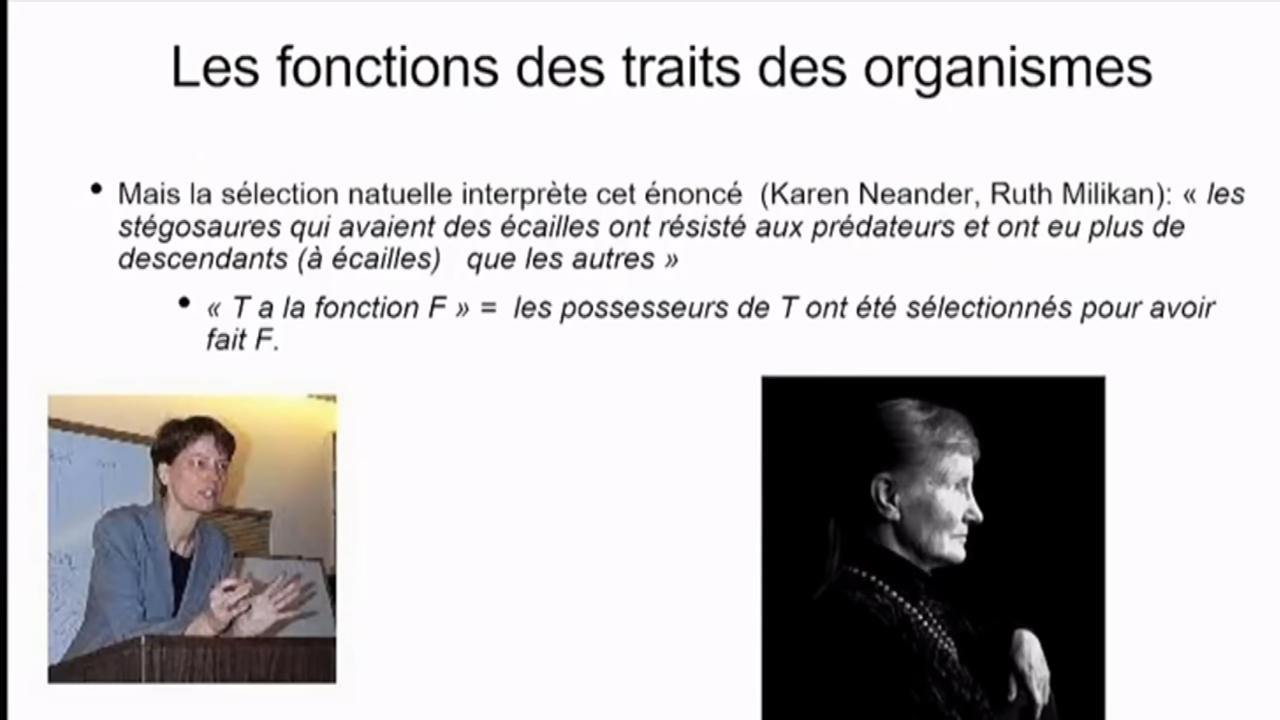 Les fonctions des traits des organismes
• Mais la sélection natuelle interprète cet énoncé (Karen Neander, Ruth Milikan): « les
stégosaures qui avaient des écailles ont résisté aux prédateurs et ont eu plus de
descendants (à écailles) que les autres »
• « T a la fonction F » = les possesseurs de T ont été sélectionnés pour avoir
fait F.